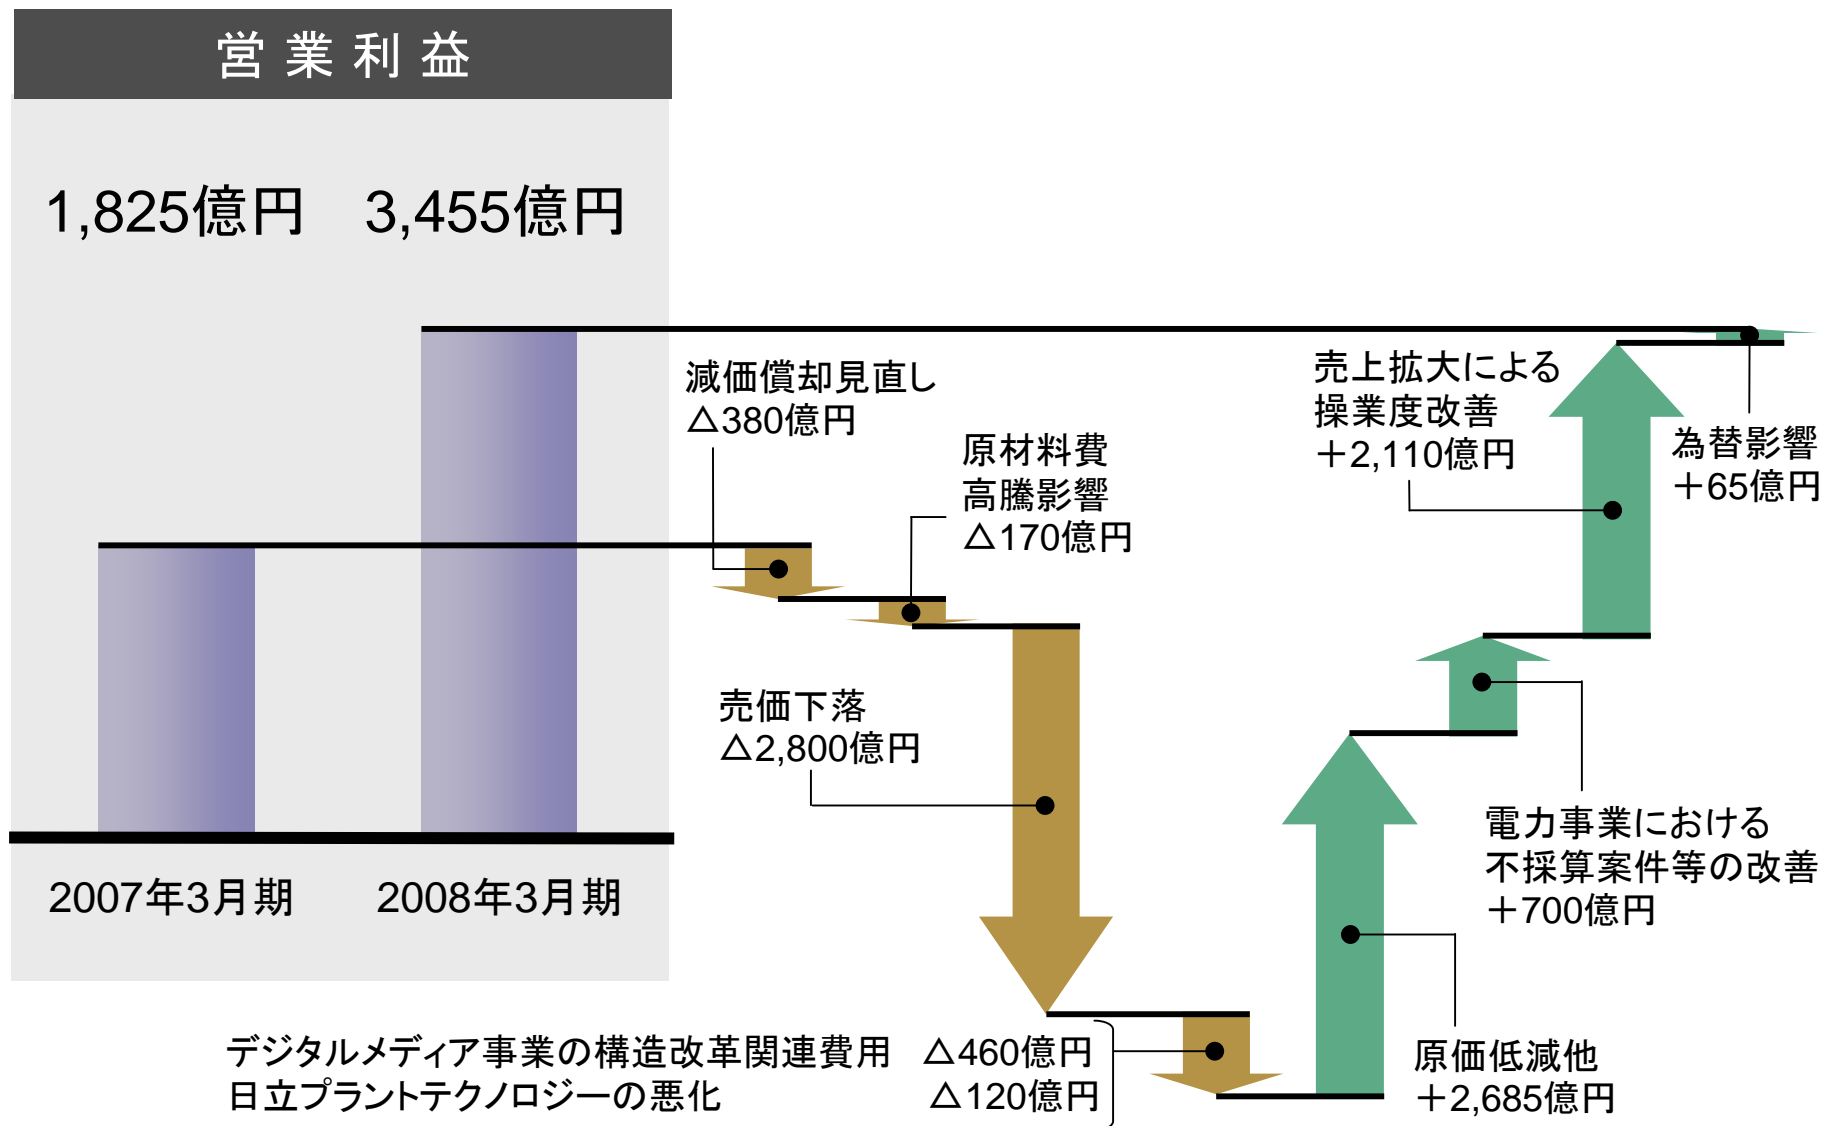 営業利益
1,825億円
3,455億円
2007年3月期
2008年3月期
減価償却見直し
△380億円
原材料費
高騰影響
△170億円
売価下落
△2,800億円
デジタルメディア事業の構造改革関連費用 △460億円
日立プラントテクノロジーの悪化 △120億円
原価低減他
＋2,685億円
電力事業における
不採算案件等の改善
＋700億円
売上拡大による
操業度改善
＋2,110億円
為替影響
＋65億円